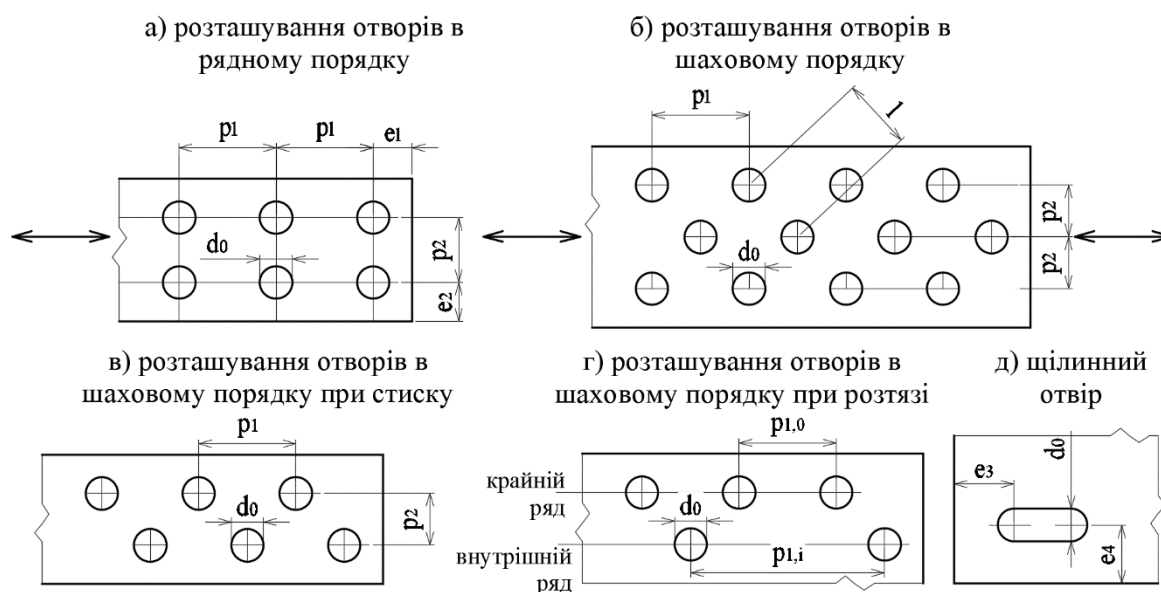 а) розташування отворів в
рядному порядку
б) розташування отворів в
шаховому порядку
p1
p1
e1
d0
p2
e2
p1
l
d0
p2
p2
в) розташування отворів в
шаховому порядку при стиску
p1
d0
p2
г) розташування отворів в
шаховому порядку при розтязі
p1,0
крайній
ряд
d0
внутрішній
ряд
p1,i
д) щілинний
отвір
e3
d0
e4